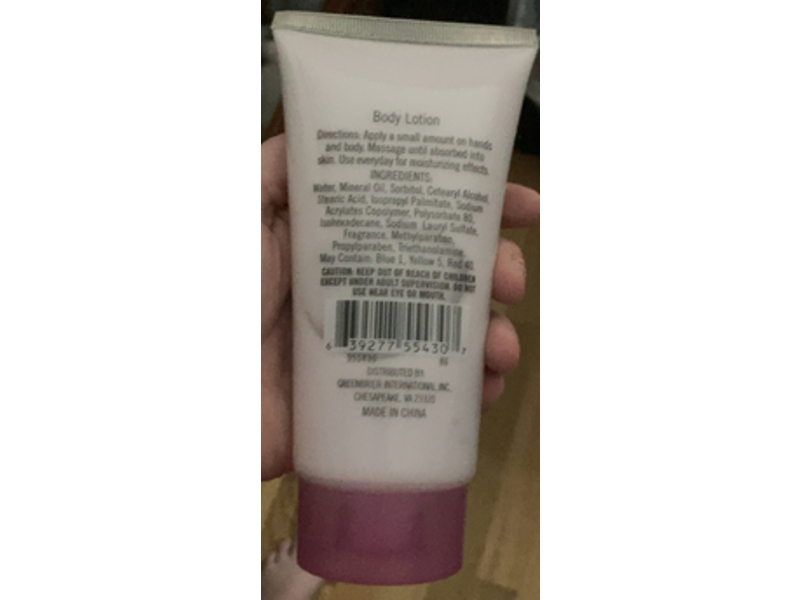 Body Lotion
Directions: Apply a small amount on hands
and body. Massage until absorbed into
skin. Use everyday for moisturizing effects.
INGREDIENTS:
Water, Mineral Oil, Sorbitol, Cetearyl Alcohol,
Stearic Acid, Isopropyl Palmitate, Sodium
Acrylates Copolymer, Polysorbate 80,
Isohexadecane, Sodium Lauryl Sulfate,
Fragrance, Methylparaben,
Propylparaben, Triethanolamine.
May Contain: Blue 1, Yellow 5, Red 40.
CAUTION: KEEP OUT OF REACH OF CHILDREN
EXCEPT UNDER ADULT SUPERVISION. DO NOT
USE NEAR EYE OR MOUTH.
6 39277 55430 7
DISTRIBUTED BY:
GREENBRIER INTERNATIONAL, INC.
CHESAPEAKE, VA 23320
MADE IN CHINA